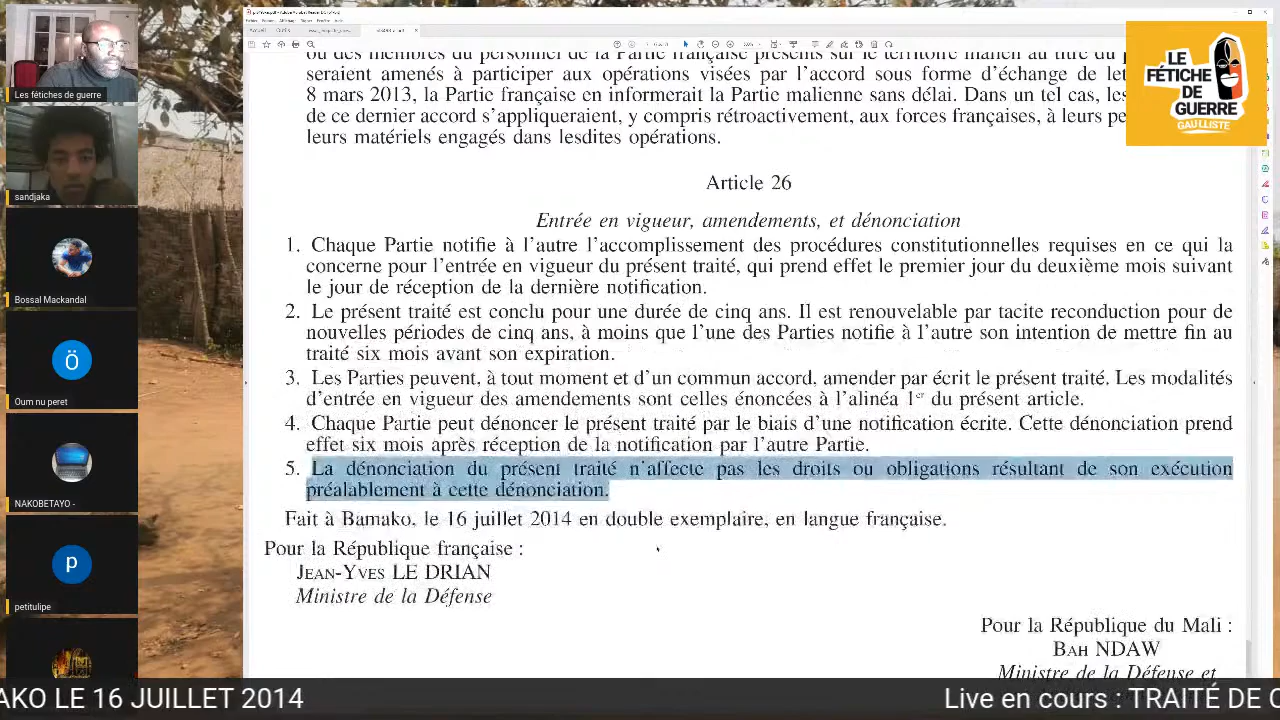 Les fétiches de guerre
sandjaka
Bossal Mackandal
Ö
Oum nu peret
NAKOBETAYO -
p
petitulipe
LE
FÉTICHE
DE
GUERRE
GAULLISTE
ou des membres du personnel de la Partie française présents sur le territoire malien au titre du p
seraient amenés à participer aux opérations visées par l'accord sous forme d'échange de let
8 mars 2013, la Partie française en informerait la Partie malienne sans délai. Dans un tel cas, les
de ce dernier accord s'appliqueraient, y compris rétroactivement, aux forces françaises, à leurs pe
leurs matériels engagés dans lesdites opérations.
Article 26
Entrée en vigueur, amendements, et dénonciation
1. Chaque Partie notifie à l'autre l'accomplissement des procédures constitutionnelles requises en ce qui la
concerne pour l'entrée en vigueur du présent traité, qui prend effet le premier jour du deuxième mois suivant
le jour de réception de la dernière notification.
2. Le présent traité est conclu pour une durée de cinq ans. Il est renouvelable par tacite reconduction pour de
nouvelles périodes de cinq ans, à moins que l'une des Parties notifie à l'autre son intention de mettre fin au
traité six mois avant son expiration.
3. Les Parties peuvent, à tout moment et d'un commun accord, amender par écrit le présent traité. Les modalités
d'entrée en vigueur des amendements sont celles énoncées à l'alinéa 1er du présent article.
4. Chaque Partie peut dénoncer le présent traité par le biais d'une notification écrite. Cette dénonciation prend
effet six mois après réception de la notification par l'autre Partie.
5. La dénonciation du présent traité n'affecte pas les droits ou obligations résultant de son exécution
préalablement à cette dénonciation.
Fait à Bamako, le 16 juillet 2014 en double exemplaire, en langue française.
Pour la République française :
JEAN-YVES LE DRIAN
Ministre de la Défense
Pour la République du Mali :
BAH NDAW
Ministre de la Défense et
AKO LE 16 JUILLET 2014
Live en cours : TRAITÉ DE C